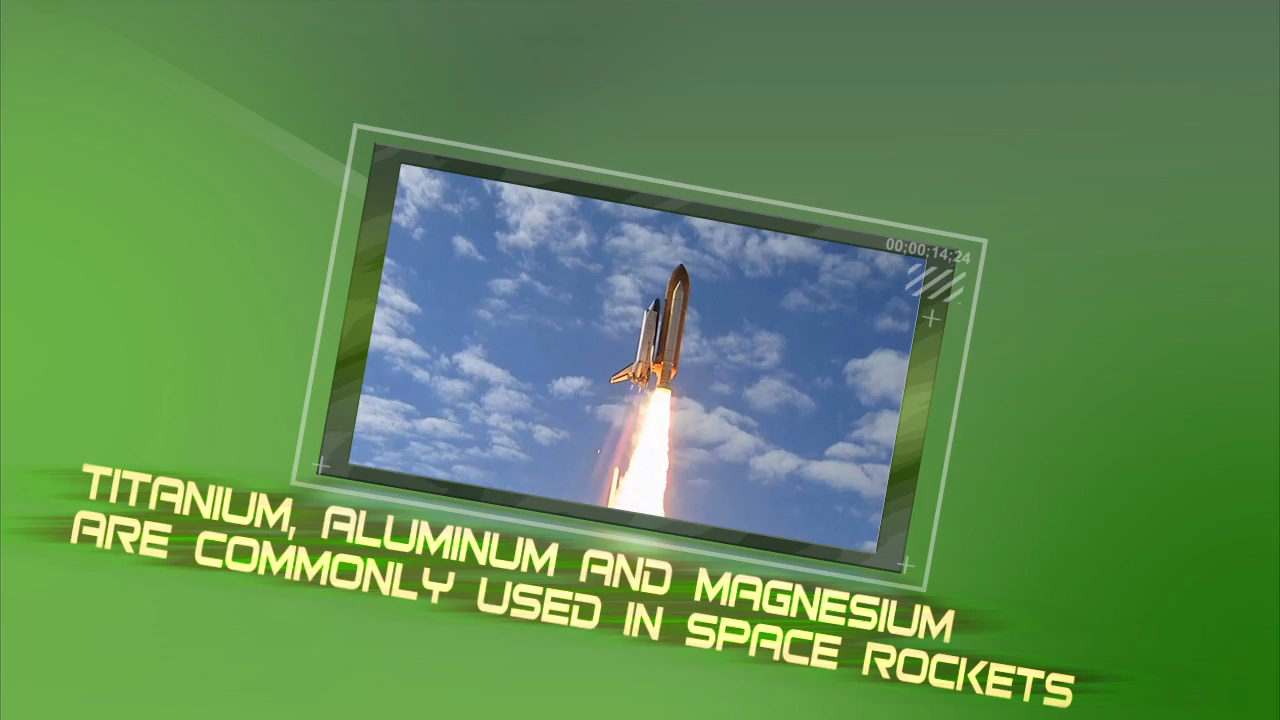 00;00;14;24
TITANIUM, ALUMINUM AND MAGNESIUM
ARE COMMONLY USED IN SPACE ROCKETS